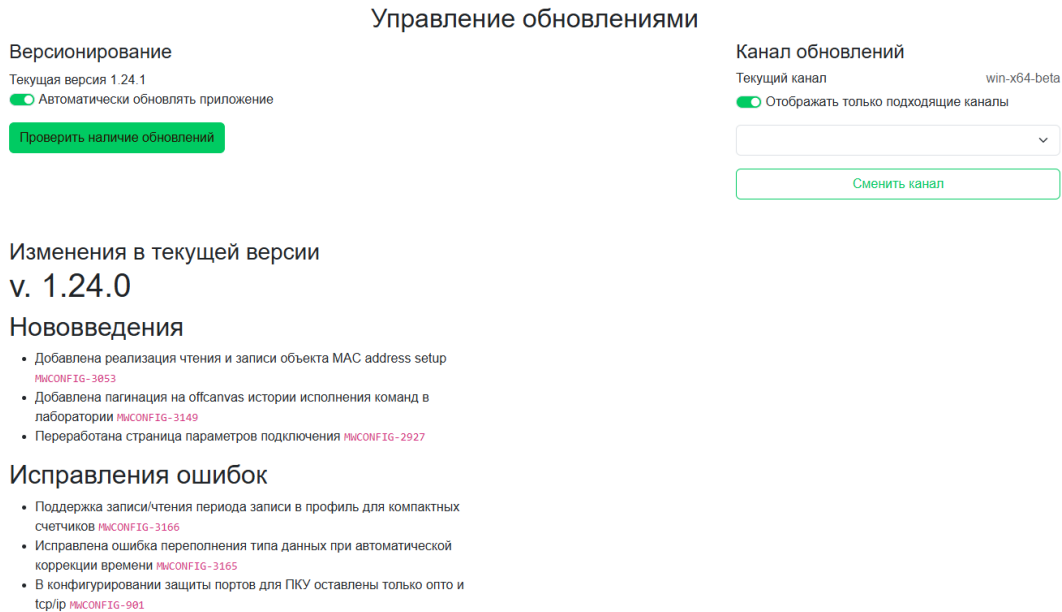 Управление обновлениями
Версионирование
Текущая версия 1.24.1
Автоматически обновлять приложение
Проверить наличие обновлений
Канал обновлений
Текущий канал win-x64-beta
Отображать только подходящие каналы
Сменить канал
Изменения в текущей версии
v. 1.24.0
Нововведения
Добавлена реализация чтения и записи объекта MAC address setup
MWCONFIG-3053
Добавлена пагинация на offcanvas истории исполнения команд в
лаборатории MWCONFIG-3149
Переработана страница параметров подключения MWCONFIG-2927
Исправления ошибок
Поддержка записи/чтения периода записи в профиль для компактных
счетчиков MWCONFIG-3166
Исправлена ошибка переполнения типа данных при автоматической
коррекции времени MWCONFIG-3165
В конфигурировании защиты портов для ПКУ оставлены только опто и
tcp/ip MWCONFIG-901